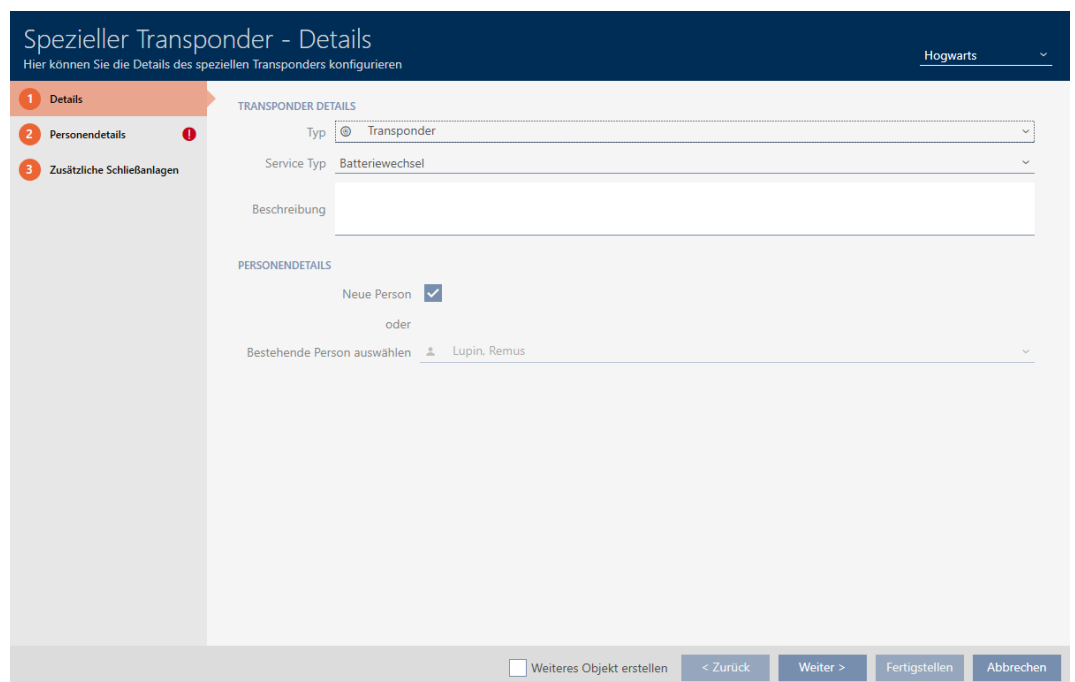 Spezieller Transponder - Details
Hier können Sie die Details des speziellen Transponders konfigurieren
Hogwarts
1 Details
2 Personendetails !
3 Zusätzliche Schließanlagen
TRANSPONDER DETAILS
Typ Transponder
Service Typ Batteriewechsel
Beschreibung
PERSONENDETAILS
Neue Person
oder
Bestehende Person auswählen Lupin, Remus
Weiteres Objekt erstellen < Zurück Weiter > Fertigstellen Abbrechen